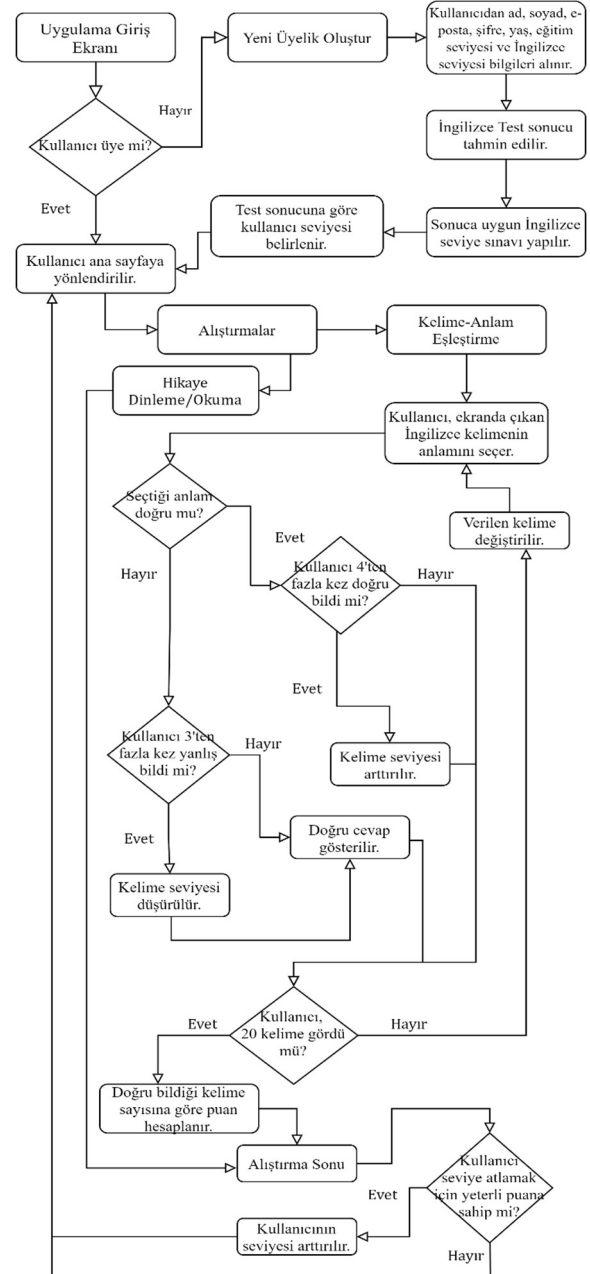 Uygulama Giriş
Ekranı
Yeni Üyelik Oluştur
Kullanıcıdan ad, soyad, e-
posta, şifre, yaş, eğitim
seviyesi ve İngilizce
seviyesi bilgileri alınır.
Hayır
Kullanıcı üye mi?
İngilizce Test sonucu
tahmin edilir.
Evet
Test sonucuna göre
kullanıcı seviyesi
belirlenir.
Sonuca uygun İngilizce
seviye sınavı yapılır.
Kullanıcı ana sayfaya
yönlendirilir.
Alıştırmalar
Kelime-Anlam
Eşleştirme
Hikaye
Dinleme/Okuma
Kullanıcı, ekranda çıkan
İngilizce kelimenin
anlamını seçer.
Seçtiği anlam
doğru mu?
Verilen kelime
değiştirilir.
Evet
Hayır
Kullanıcı 4'ten
fazla kez doğru
bildi mi?
Hayır
Evet
Kullanıcı 3'ten
fazla kez yanlış
bildi mi?
Hayır
Kelime seviyesi
arttırılır.
Evet
Doğru cevap
gösterilir.
Kelime seviyesi
düşürülür.
Kullanıcı,
20 kelime gördü
mü?
Evet
Hayır
Doğru bildiği kelime
sayısına göre puan
hesaplanır.
Alıştırma Sonu
Kullanıcı
seviye atlamak
için yeterli puana
sahip mi?
Evet
Kullanıcının
seviyesi arttırılır.
Hayır